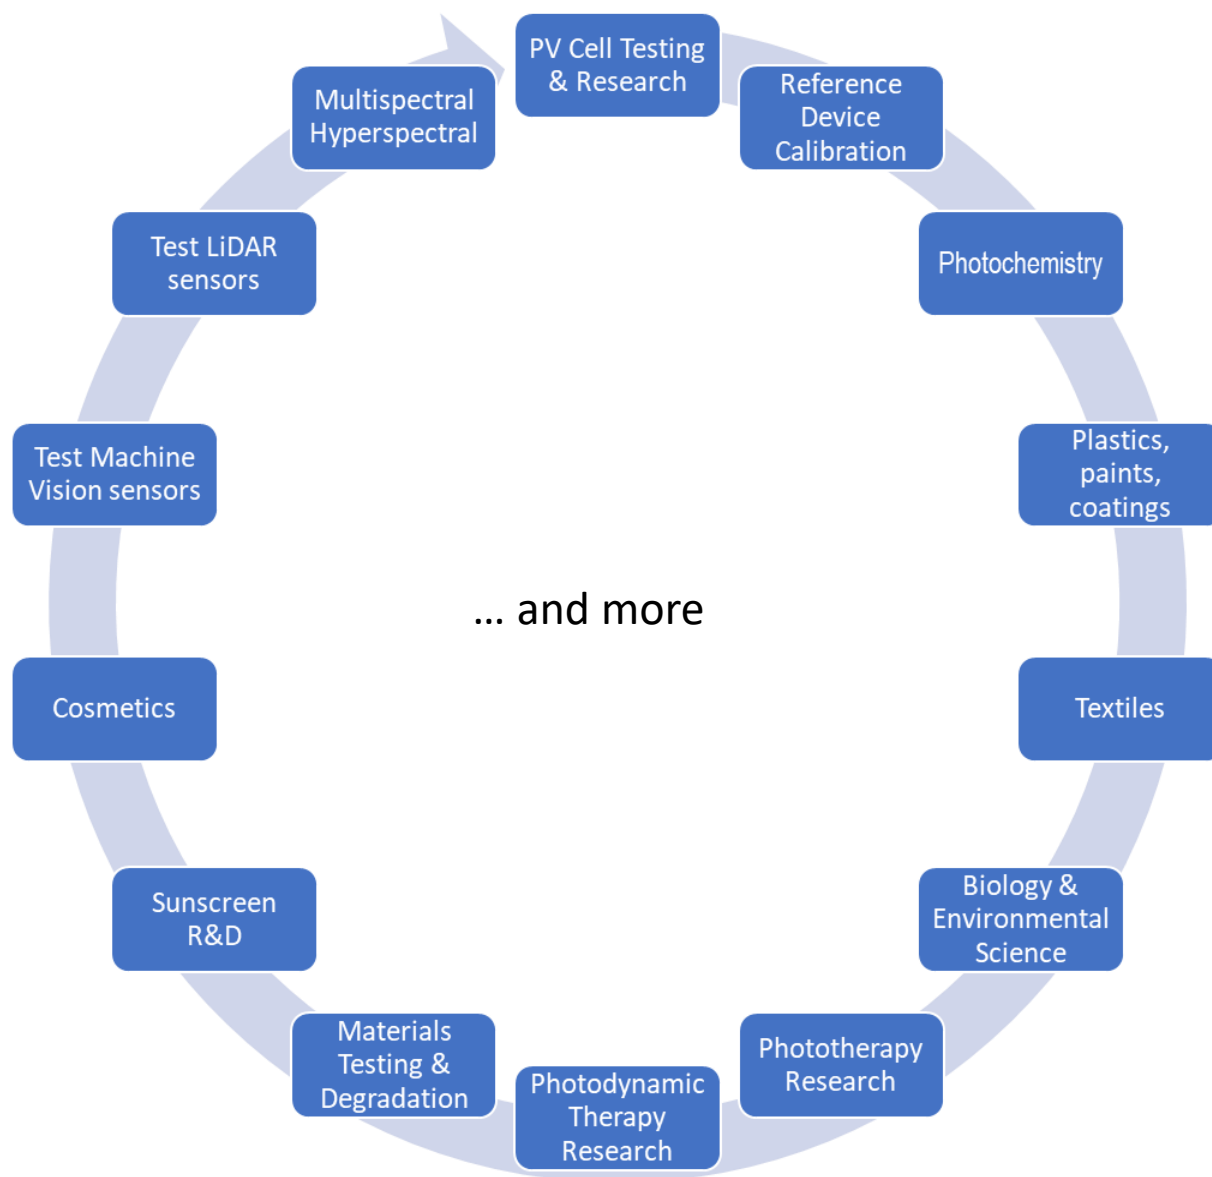 PV Cell Testing
& Research
Reference
Device
Calibration
Photochemistry
Plastics,
paints,
coatings
Textiles
Biology &
Environmental
Science
Phototherapy
Research
Photodynamic
Therapy
Research
Materials
Testing &
Degradation
Sunscreen
R&D
Cosmetics
Test Machine
Vision sensors
Test LiDAR
sensors
Multispectral
Hyperspectral
... and more